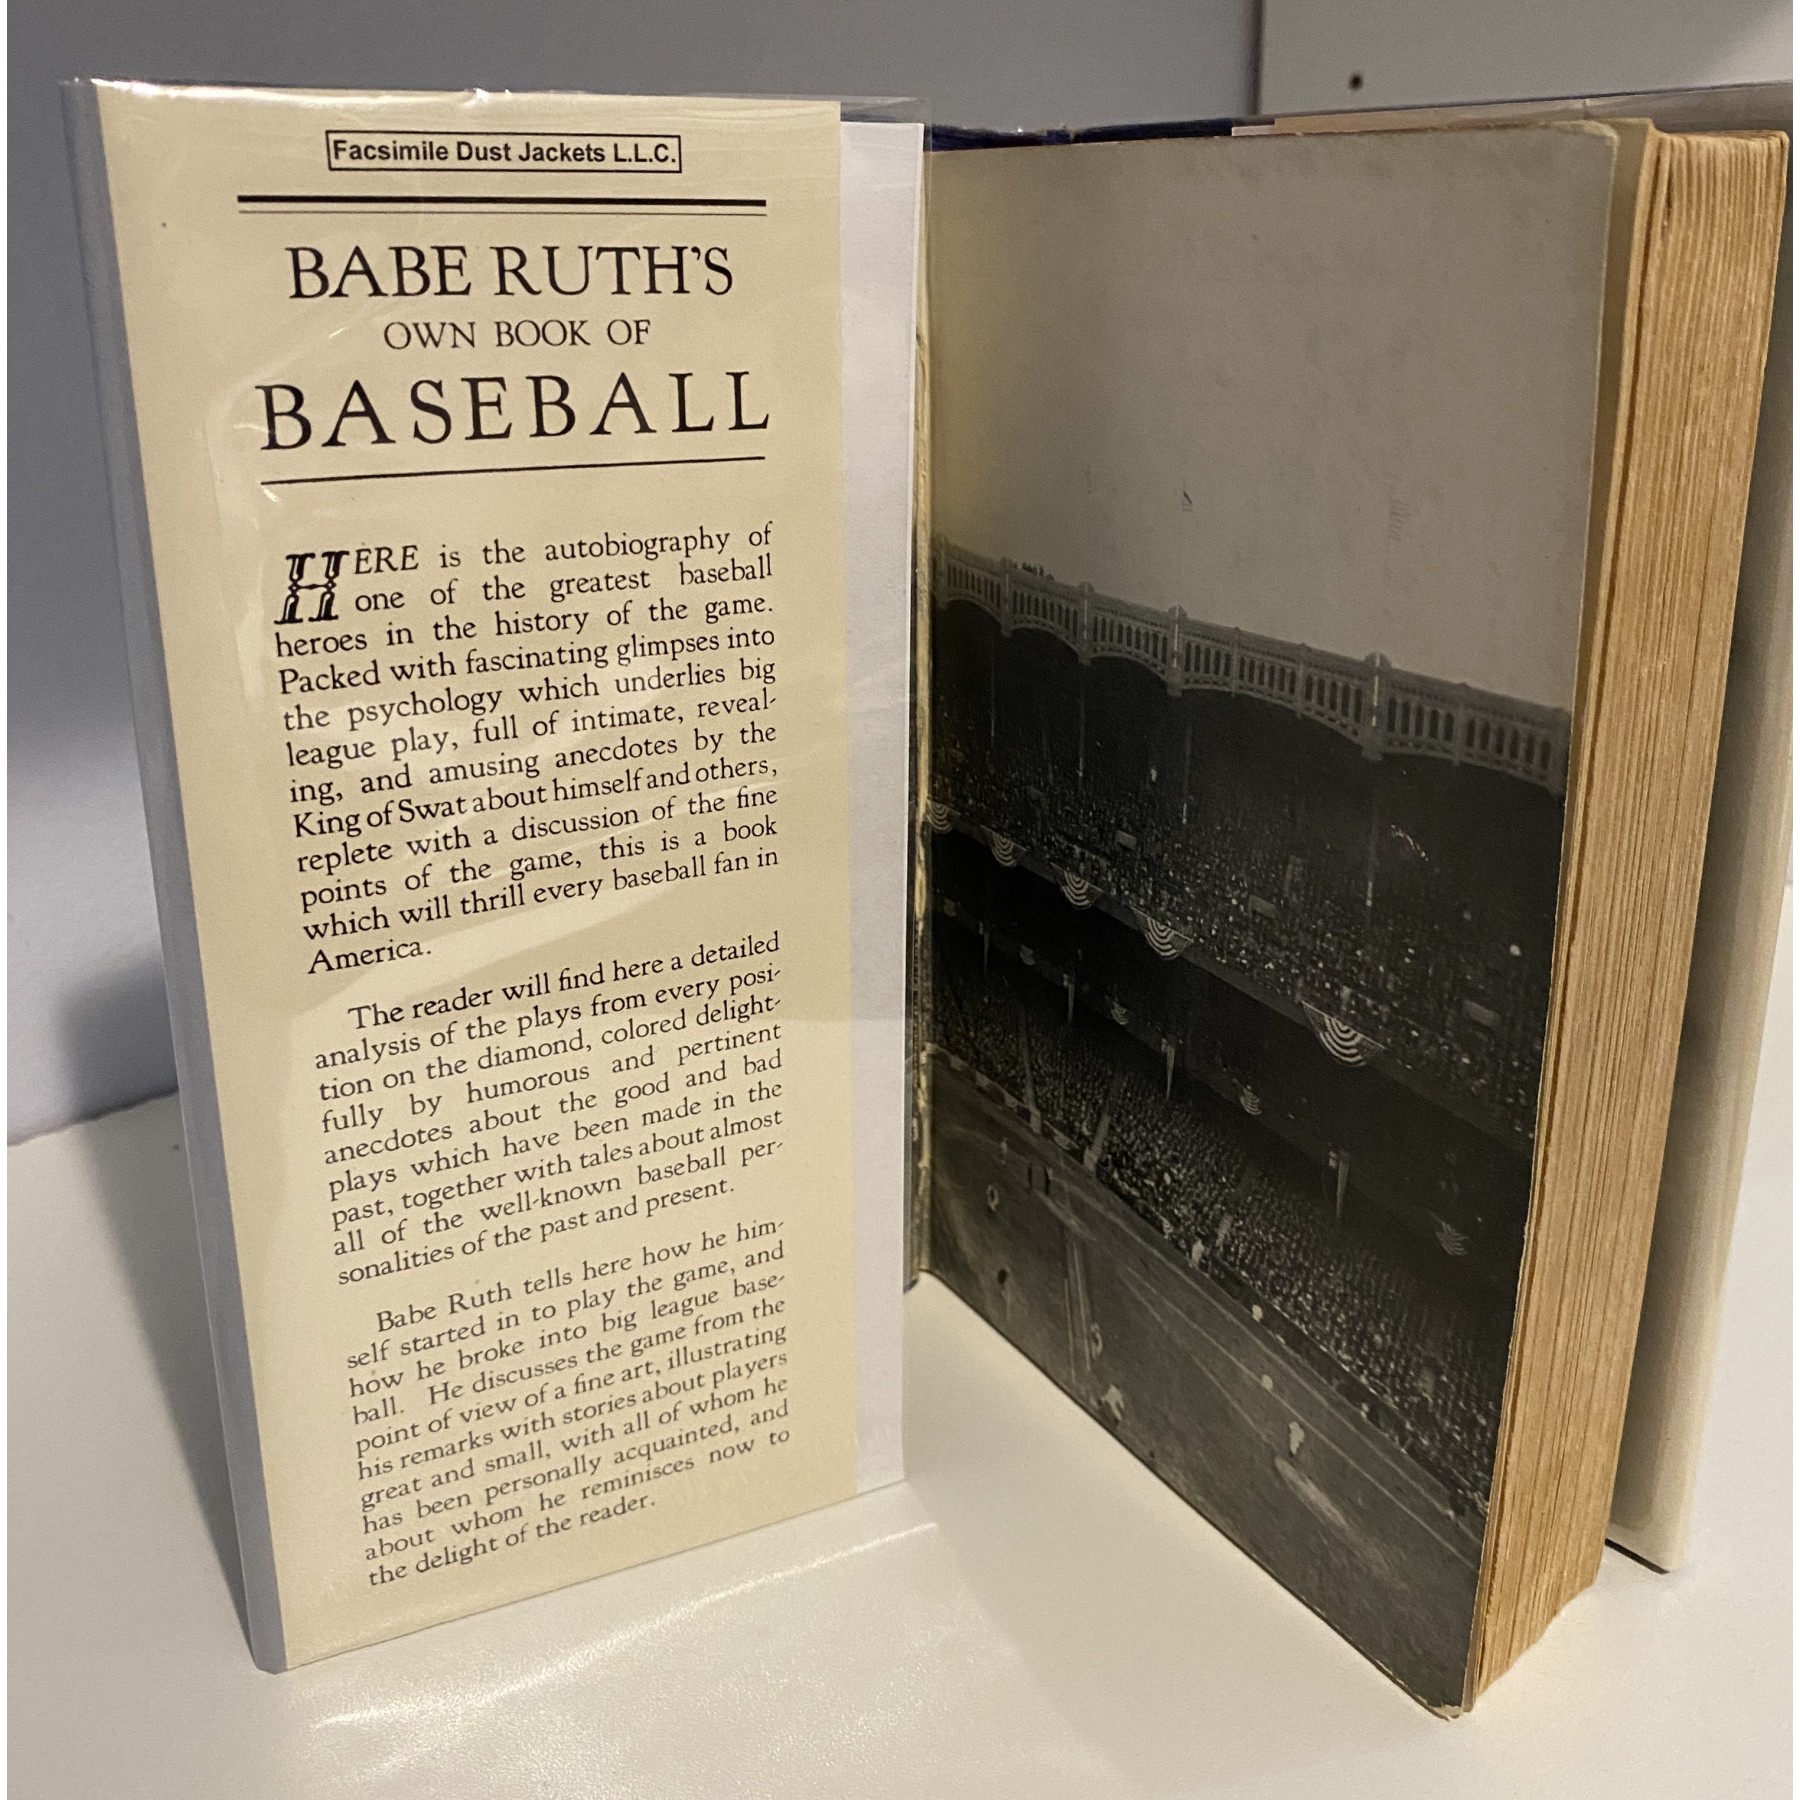 Facsimile Dust Jackets L.L.C.
BABE RUTH'S
OWN BOOK OF
BASEBALL
HERE is the autobiography of
one of the greatest baseball
heroes in the history of the game.
Packed with fascinating glimpses into
the psychology which underlies big
league play, full of intimate, reveal-
ing, and amusing anecdotes by the
King of Swat about himself and others,
replete with a discussion of the fine
points of the game, this is a book
which will thrill every baseball fan in
America.
The reader will find here a detailed
analysis of the plays from every posi-
tion on the diamond, colored delight-
fully by humorous and pertinent
anecdotes about the good and bad
plays which have been made in the
past, together with tales about almost
all of the well-known baseball per-
sonalities of the past and present.
Babe Ruth tells here how he him-
self started in to play the game, and
how he broke into big league base-
ball. He discusses the game from the
point of view of a fine art, illustrating
his remarks with stories about players
great and small, with all of whom he
has been personally acquainted, and
about whom he reminisces now to
the delight of the reader.